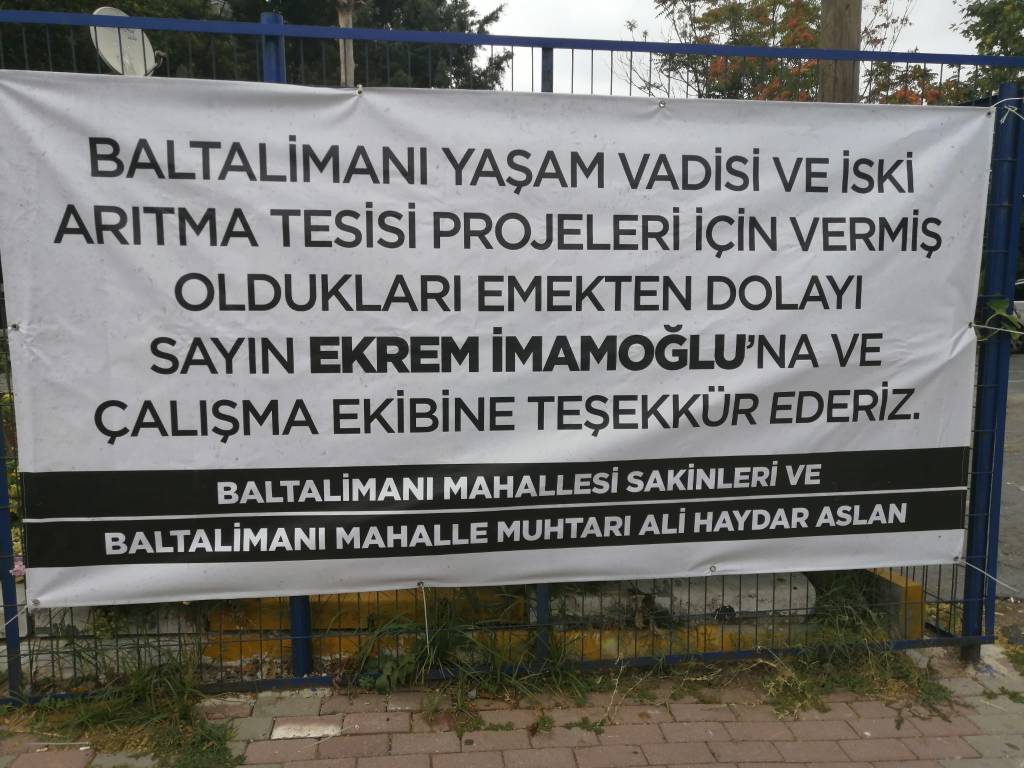 BALTALİMANI YAŞAM VADİSİ VE İSKİ
ARITMA TESİSİ PROJELERİ İÇİN VERMİŞ
OLDUKLARI EMEKTEN DOLAYI
SAYIN EKREM İMAMOĞLU'NA VE
ÇALIŞMA EKİBİNE TEŞEKKÜR EDERİZ.
BALTALİMANI MAHALLESİ SAKİNLERİ VE
BALTALİMANI MAHALLE MUHTARI ALİ HAYDAR ASLAN